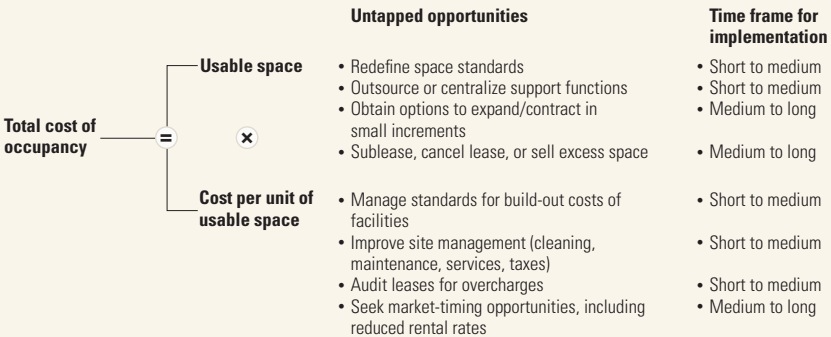 Untapped opportunities
Time frame for
implementation
Total cost of
occupancy
=
×
Usable space
• Redefine space standards
• Short to medium
• Outsource or centralize support functions
• Short to medium
• Obtain options to expand/contract in
small increments
• Medium to long
• Sublease, cancel lease, or sell excess space
• Medium to long
Cost per unit of
usable space
• Manage standards for build-out costs of
facilities
• Short to medium
• Improve site management (cleaning,
maintenance, services, taxes)
• Short to medium
• Audit leases for overcharges
• Short to medium
• Seek market-timing opportunities, including
reduced rental rates
• Medium to long